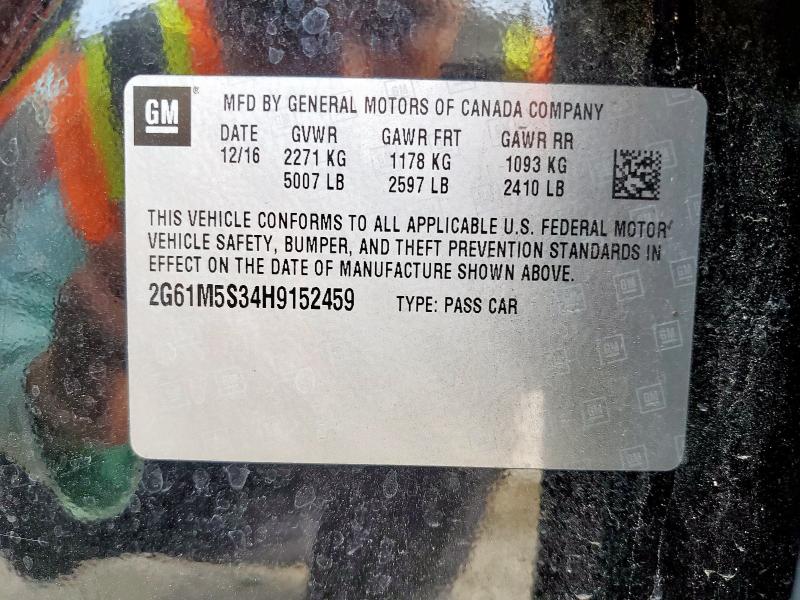 GM ®
MFD BY GENERAL MOTORS OF CANADA COMPANY
DATE GVWR GAWR FRT GAWR RR
12/16 2271 KG 1178 KG 1093 KG
5007 LB 2597 LB 2410 LB
THIS VEHICLE CONFORMS TO ALL APPLICABLE U.S. FEDERAL MOTOR
VEHICLE SAFETY, BUMPER, AND THEFT PREVENTION STANDARDS IN
EFFECT ON THE DATE OF MANUFACTURE SHOWN ABOVE.
2G61M5S34H9152459 TYPE: PASS CAR